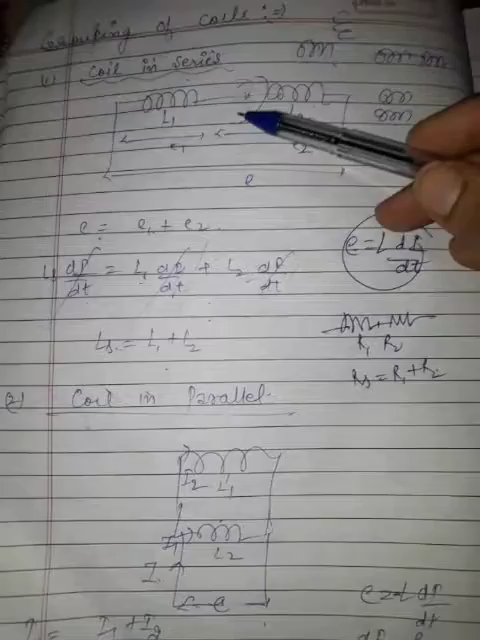 Grouping of Coils :⇒
(1) Coil in series
L₁
e₁
e
e = e₁ + e₂
e = L di/dt
L di/dt = L₁ di/dt + L₂ di/dt
Ls = L₁ + L₂
R₁ R₂
Rs = R₁ + R₂
(2) Coil in Parallel
I₂ L₁
I₁ L₂
I
e
e = L di/dt
I = I₁ + I₂